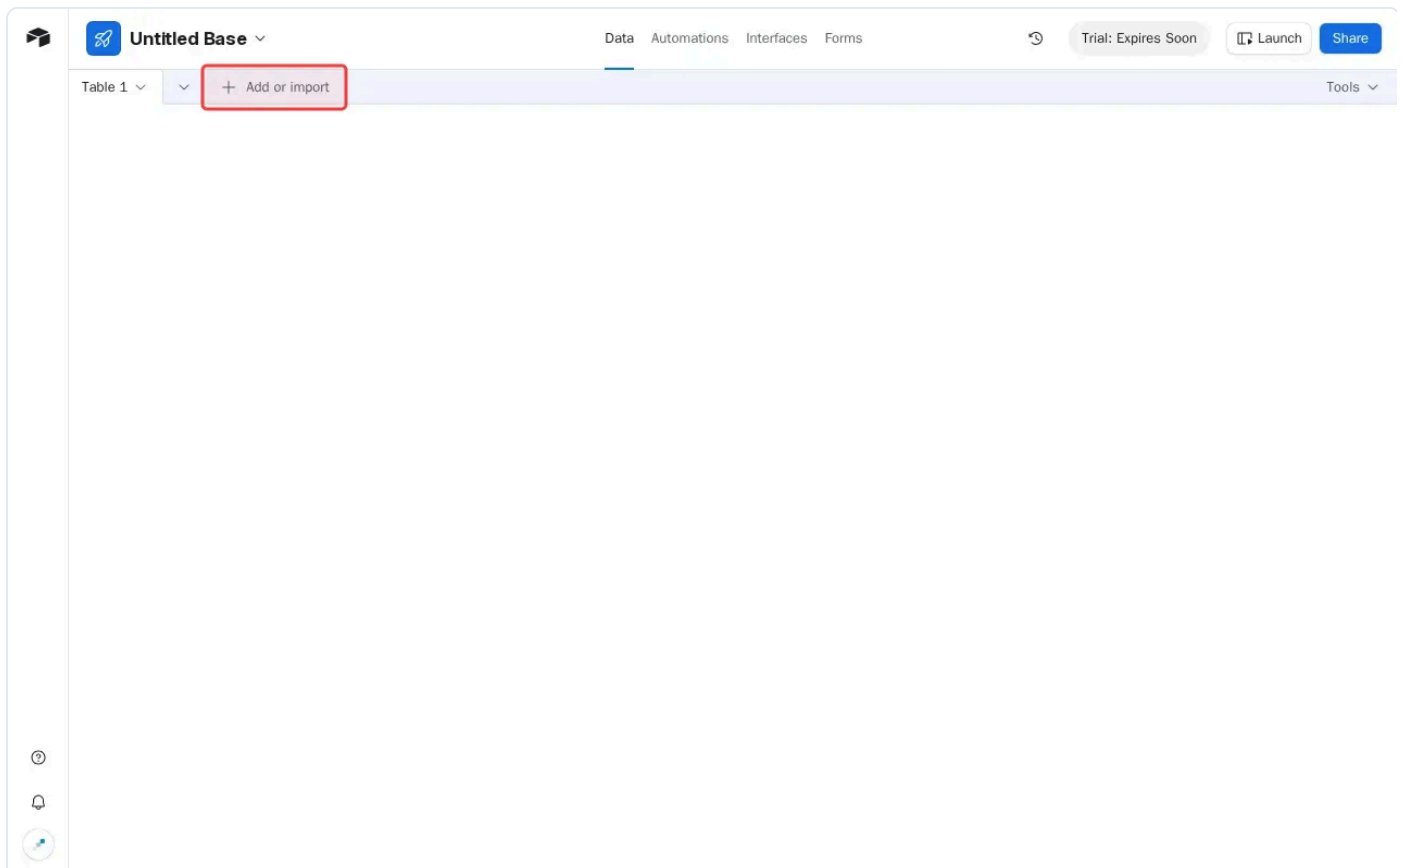 Untitled Base
Data Automations Interfaces Forms
Trial: Expires Soon
Launch
Share
Table 1
Add or import
Tools